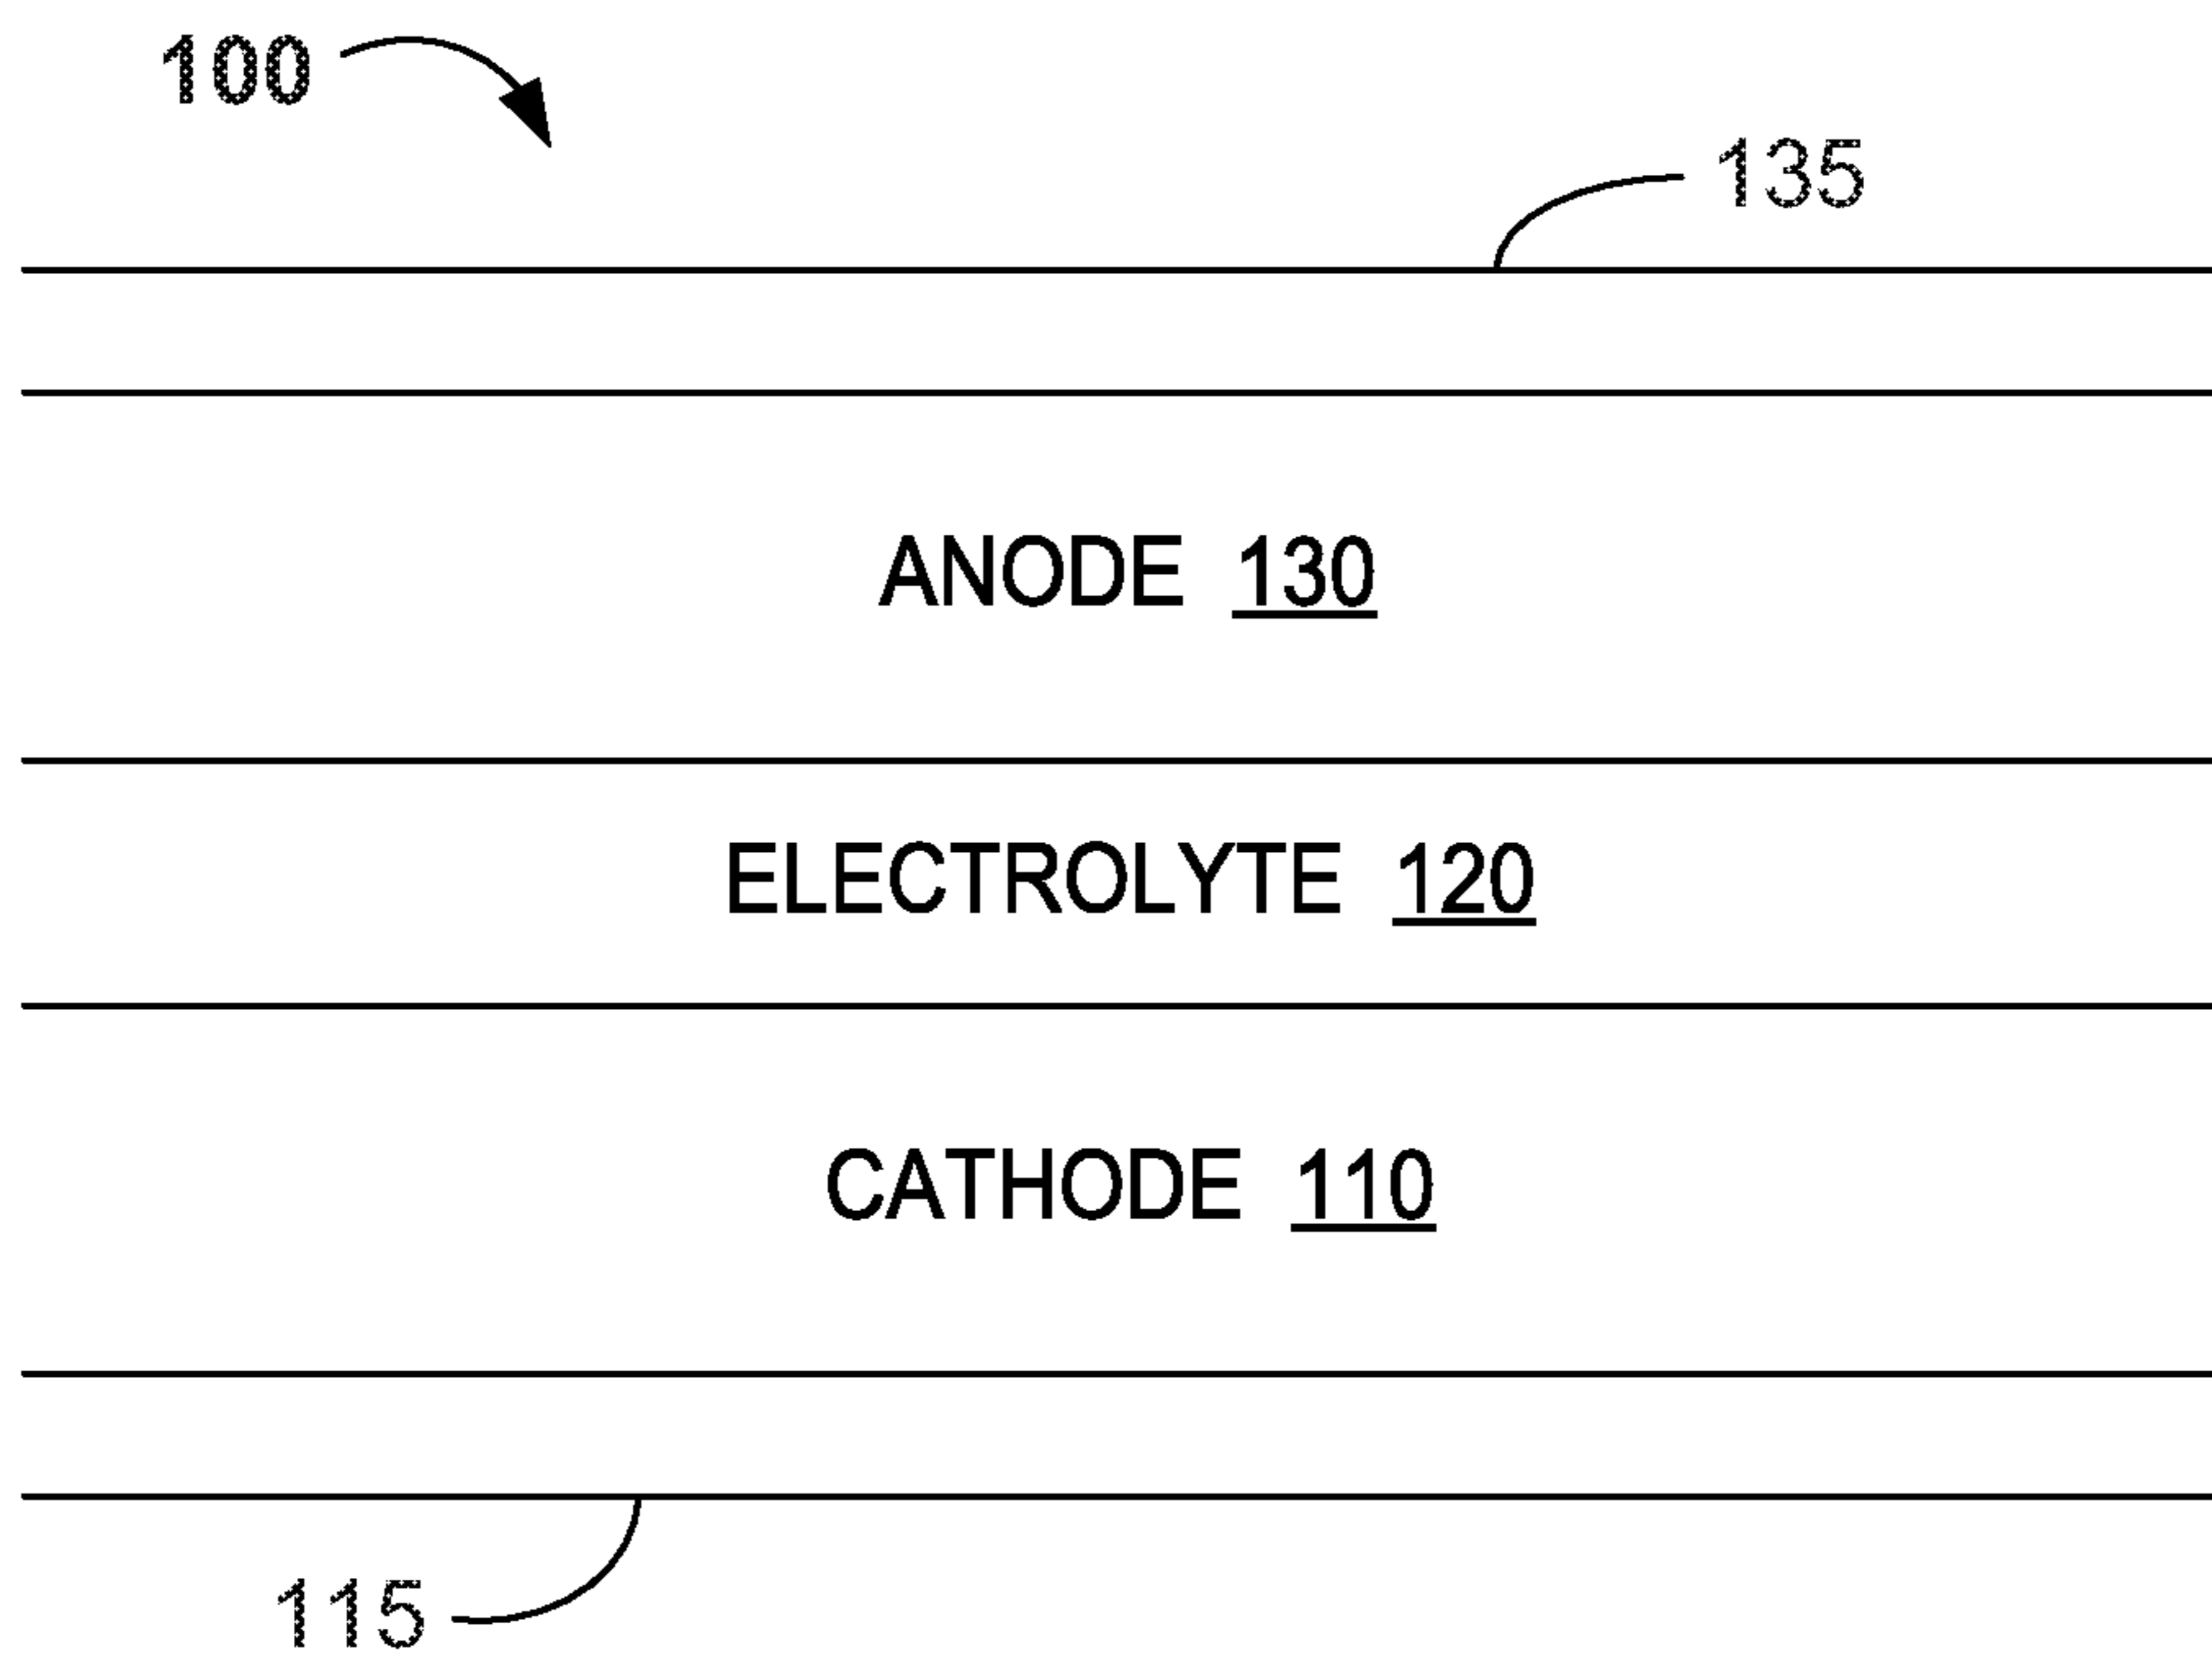 100
135
ANODE 130
ELECTROLYTE 120
CATHODE 110
115